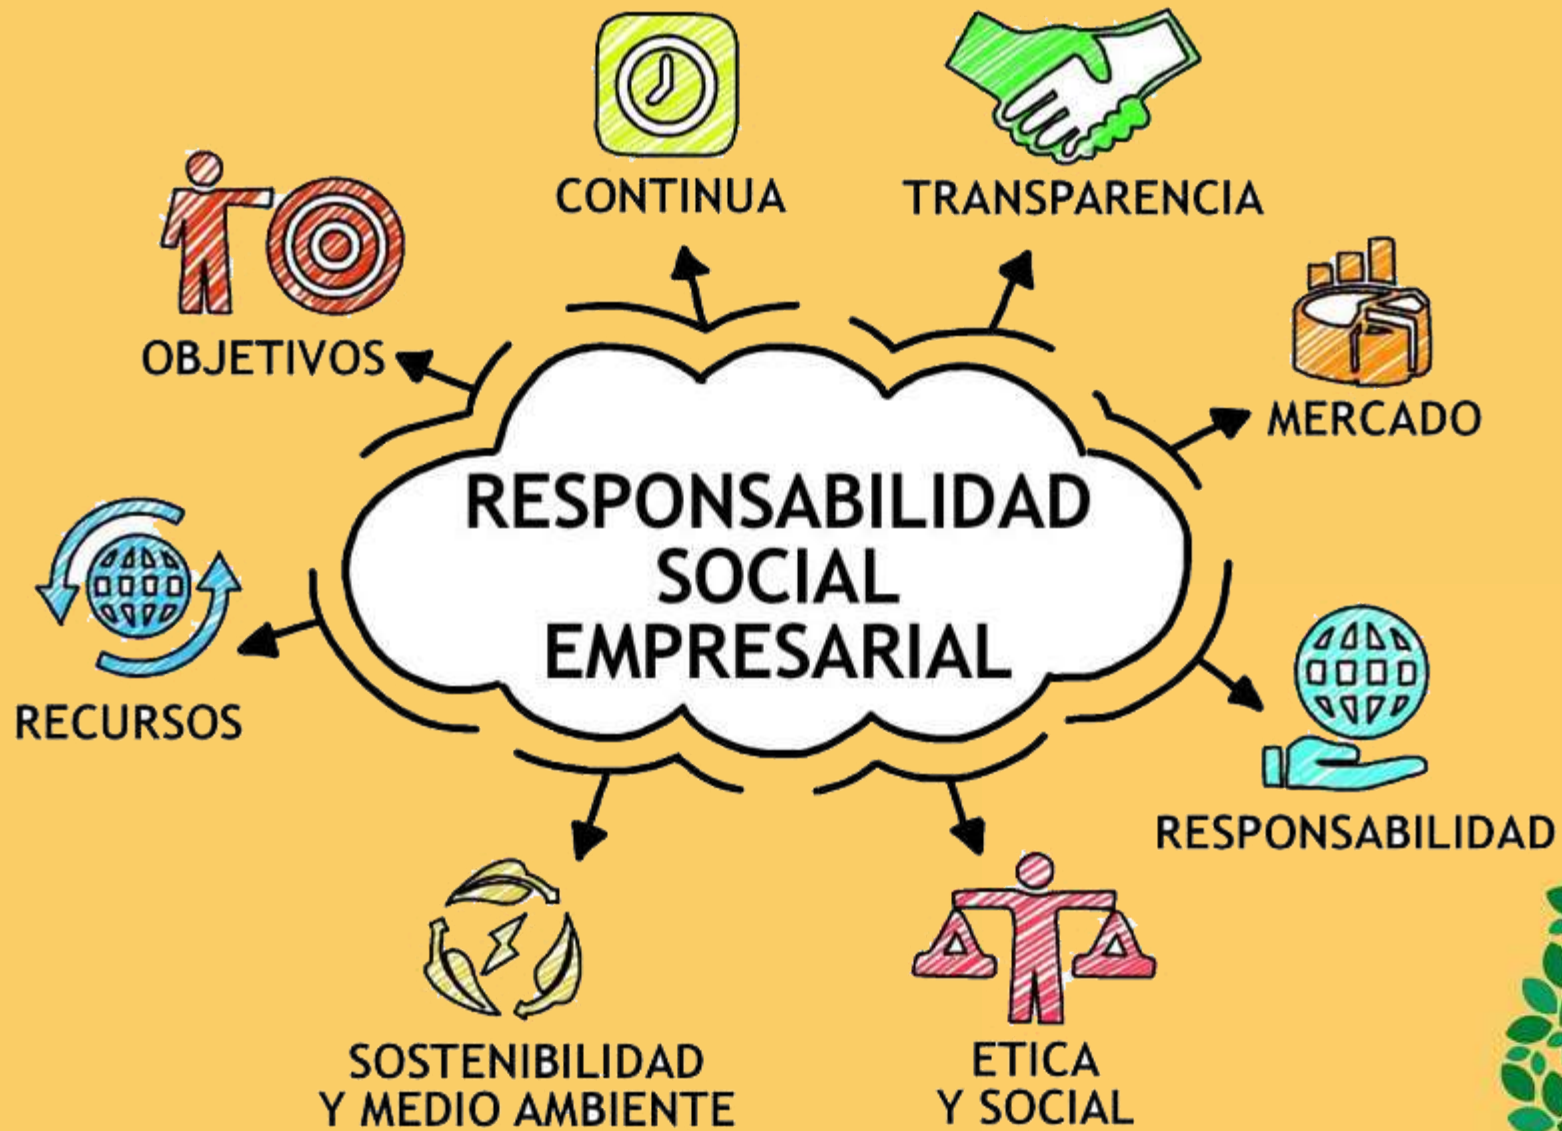 CONTINUA
TRANSPARENCIA
OBJETIVOS
MERCADO
RESPONSABILIDAD
SOCIAL
EMPRESARIAL
RECURSOS
RESPONSABILIDAD
SOSTENIBILIDAD
Y MEDIO AMBIENTE
ETICA
Y SOCIAL